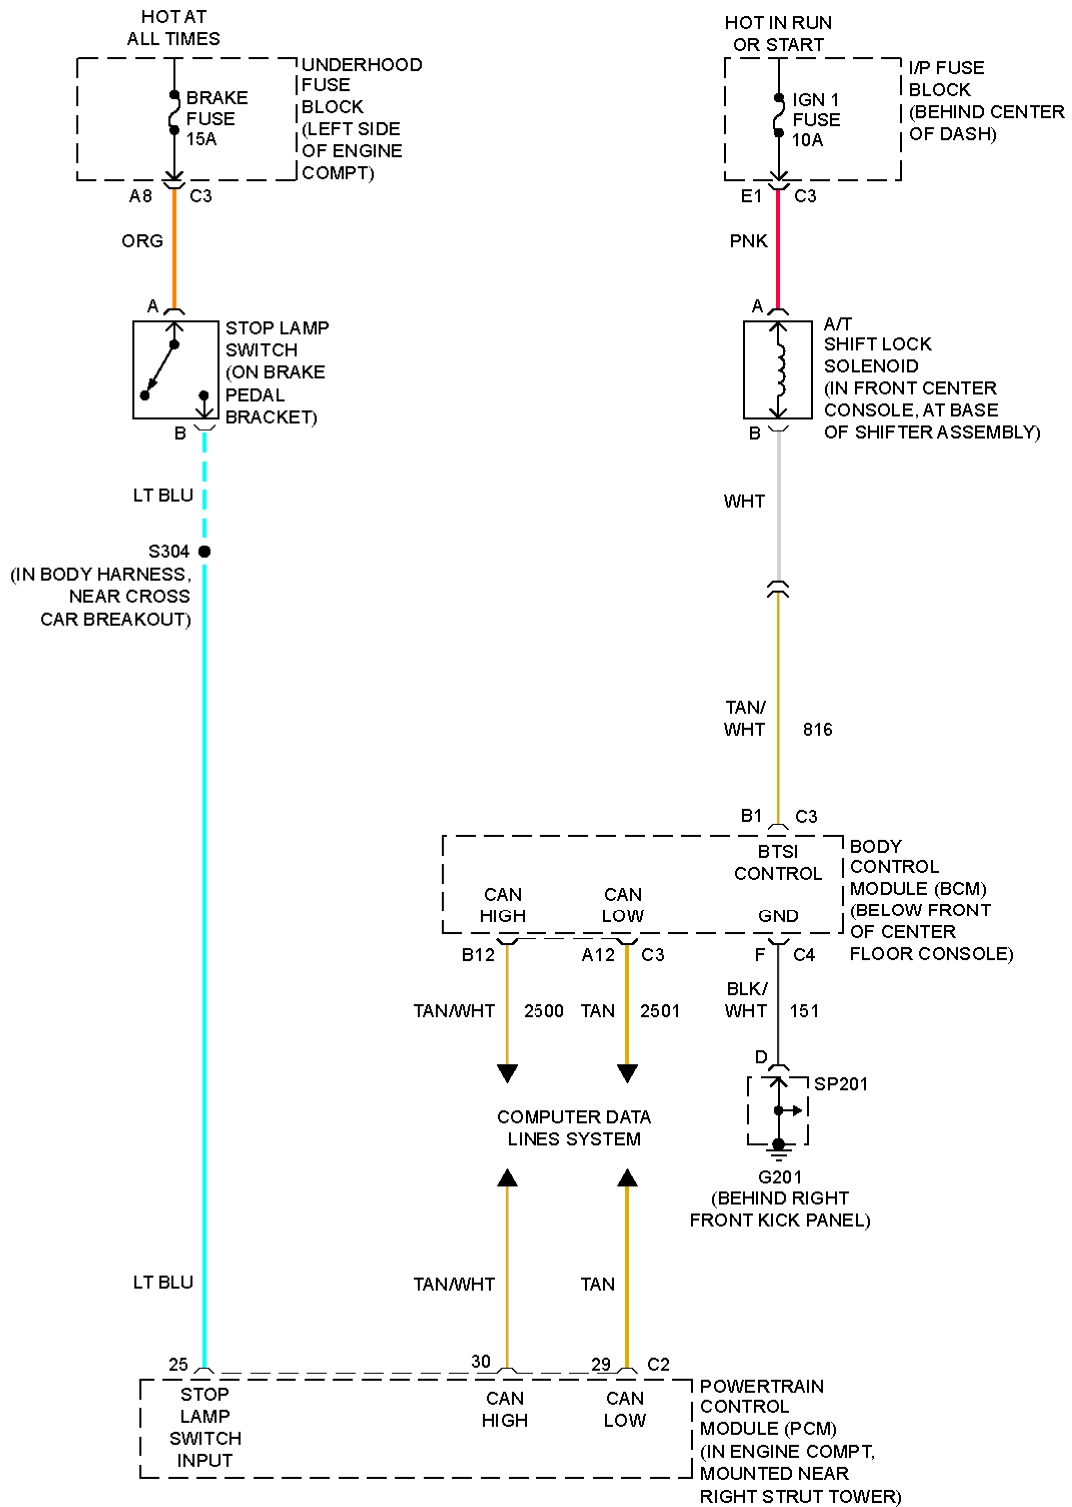 HOT AT
ALL TIMES
UNDERHOOD
FUSE
BLOCK
(LEFT SIDE
OF ENGINE
COMPT)
BRAKE
FUSE
15A
A8
C3
ORG
A
STOP LAMP
SWITCH
(ON BRAKE
PEDAL
BRACKET)
B
LT BLU
S304
(IN BODY HARNESS,
NEAR CROSS
CAR BREAKOUT)
HOT IN RUN
OR START
I/P FUSE
BLOCK
(BEHIND CENTER
OF DASH)
IGN 1
FUSE
10A
E1
C3
PNK
A
A/T
SHIFT LOCK
SOLENOID
(IN FRONT CENTER
CONSOLE, AT BASE
OF SHIFTER ASSEMBLY)
B
WHT
TAN/
WHT
816
B1
C3
BTSI
CONTROL
CAN
HIGH
CAN
LOW
GND
BODY
CONTROL
MODULE (BCM)
(BELOW FRONT
OF CENTER
FLOOR CONSOLE)
B12
A12
C3
F
C4
TAN/WHT
2500
TAN
2501
BLK/
WHT
151
D
SP201
COMPUTER DATA
LINES SYSTEM
G201
(BEHIND RIGHT
FRONT KICK PANEL)
LT BLU
TAN/WHT
TAN
25
30
29
C2
STOP
LAMP
SWITCH
INPUT
CAN
HIGH
CAN
LOW
POWERTRAIN
CONTROL
MODULE (PCM)
(IN ENGINE COMPT,
MOUNTED NEAR
RIGHT STRUT TOWER)